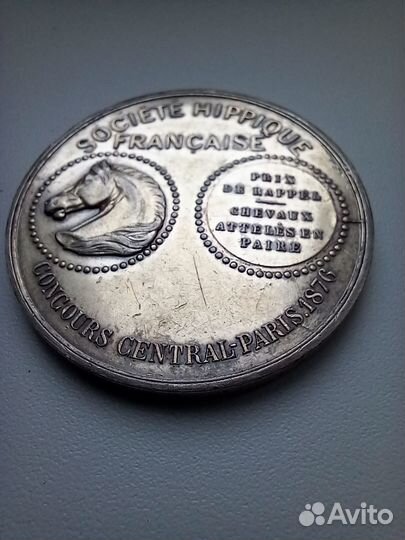 SOCIÉTÉ HIPPIQUE
FRANÇAISE
PRIX
DE RAPPEL
CHEVAUX
ATTELÉS EN
PAIRE
CONCOURS CENTRAL-PARIS.1876
Avito